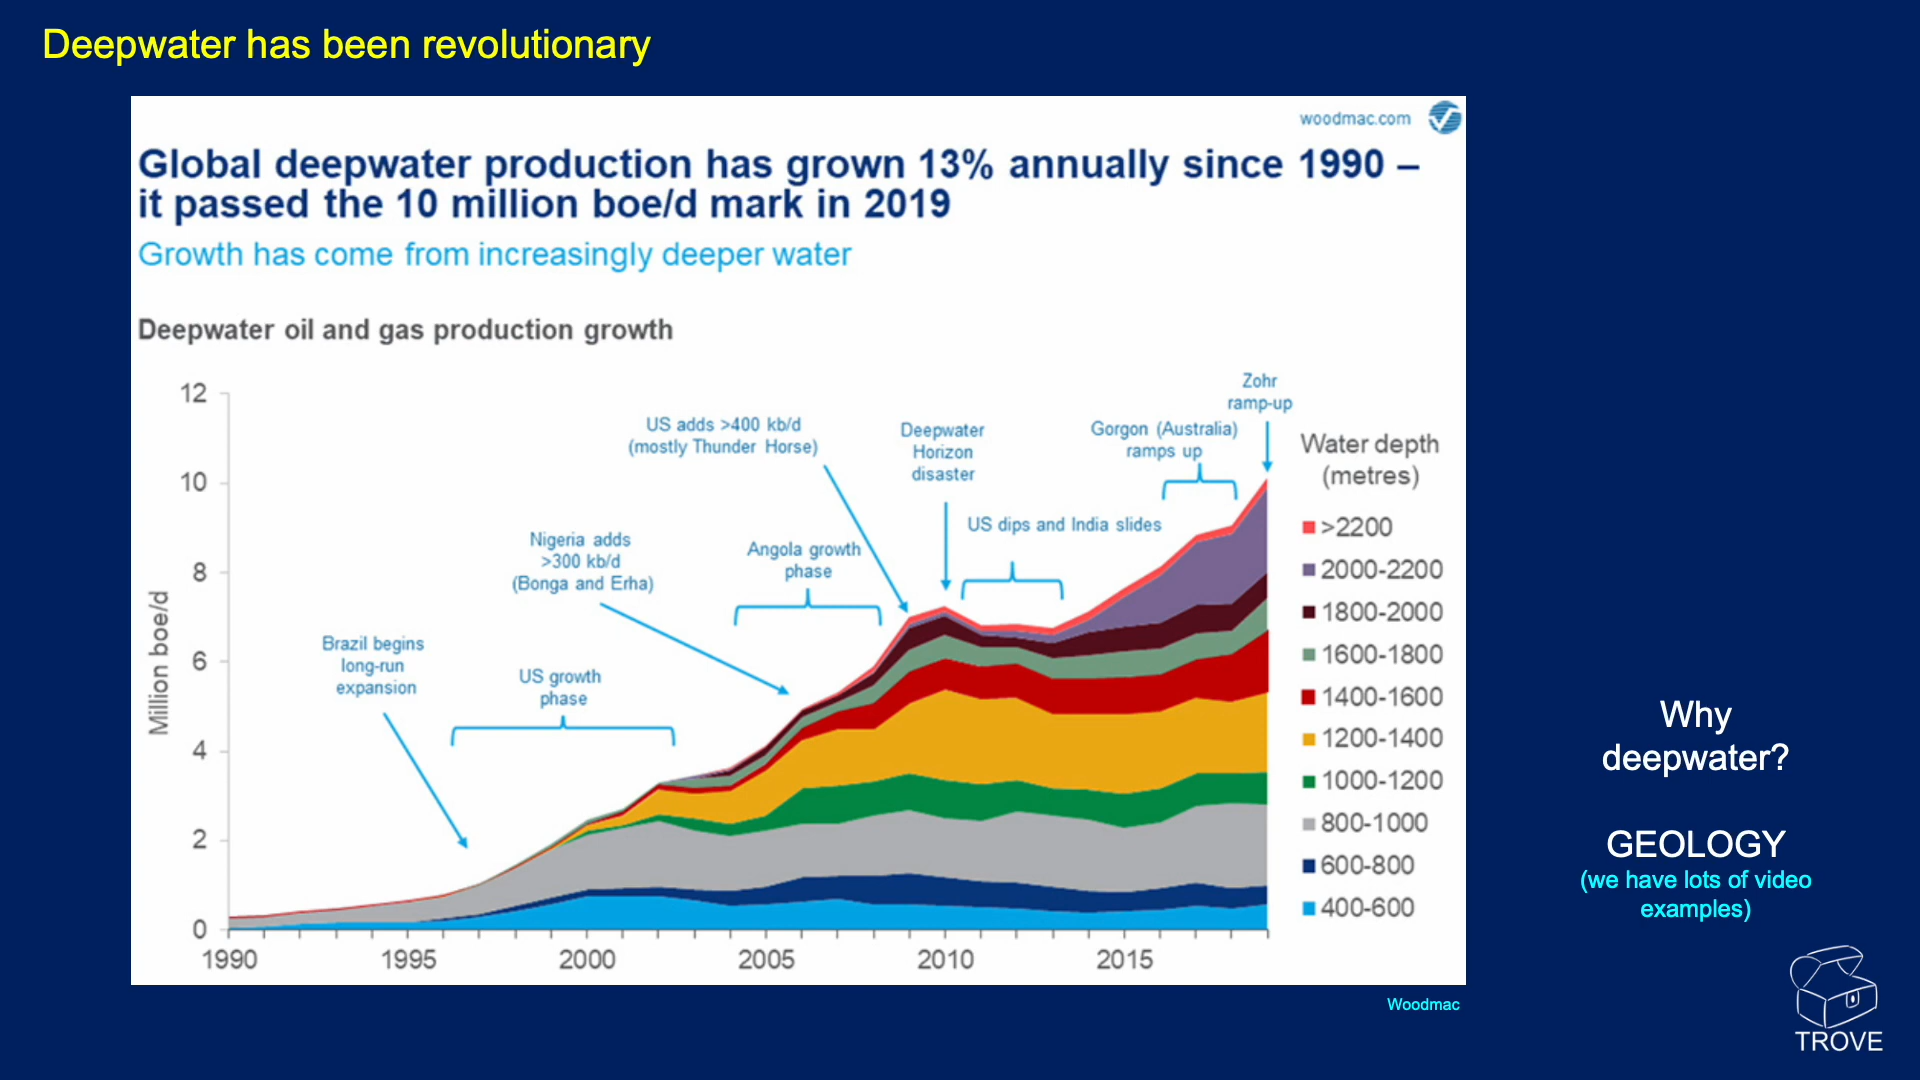 Deepwater has been revolutionary
woodmac.com
Global deepwater production has grown 13% annually since 1990 –
it passed the 10 million boe/d mark in 2019
Growth has come from increasingly deeper water
Deepwater oil and gas production growth
Million boe/d
12
10
8
6
4
2
0
1990
1995
2000
2005
2010
2015
Brazil begins
long-run
expansion
US growth
phase
Nigeria adds
>300 kb/d
(Bonga and Erha)
Angola growth
phase
US adds >400 kb/d
(mostly Thunder Horse)
Deepwater
Horizon
disaster
US dips and India slides
Gorgon (Australia)
ramps up
Zohr
ramp-up
Water depth
(metres)
>2200
2000-2200
1800-2000
1600-1800
1400-1600
1200-1400
1000-1200
800-1000
600-800
400-600
Woodmac
Why
deepwater?
GEOLOGY
(we have lots of video
examples)
TROVE